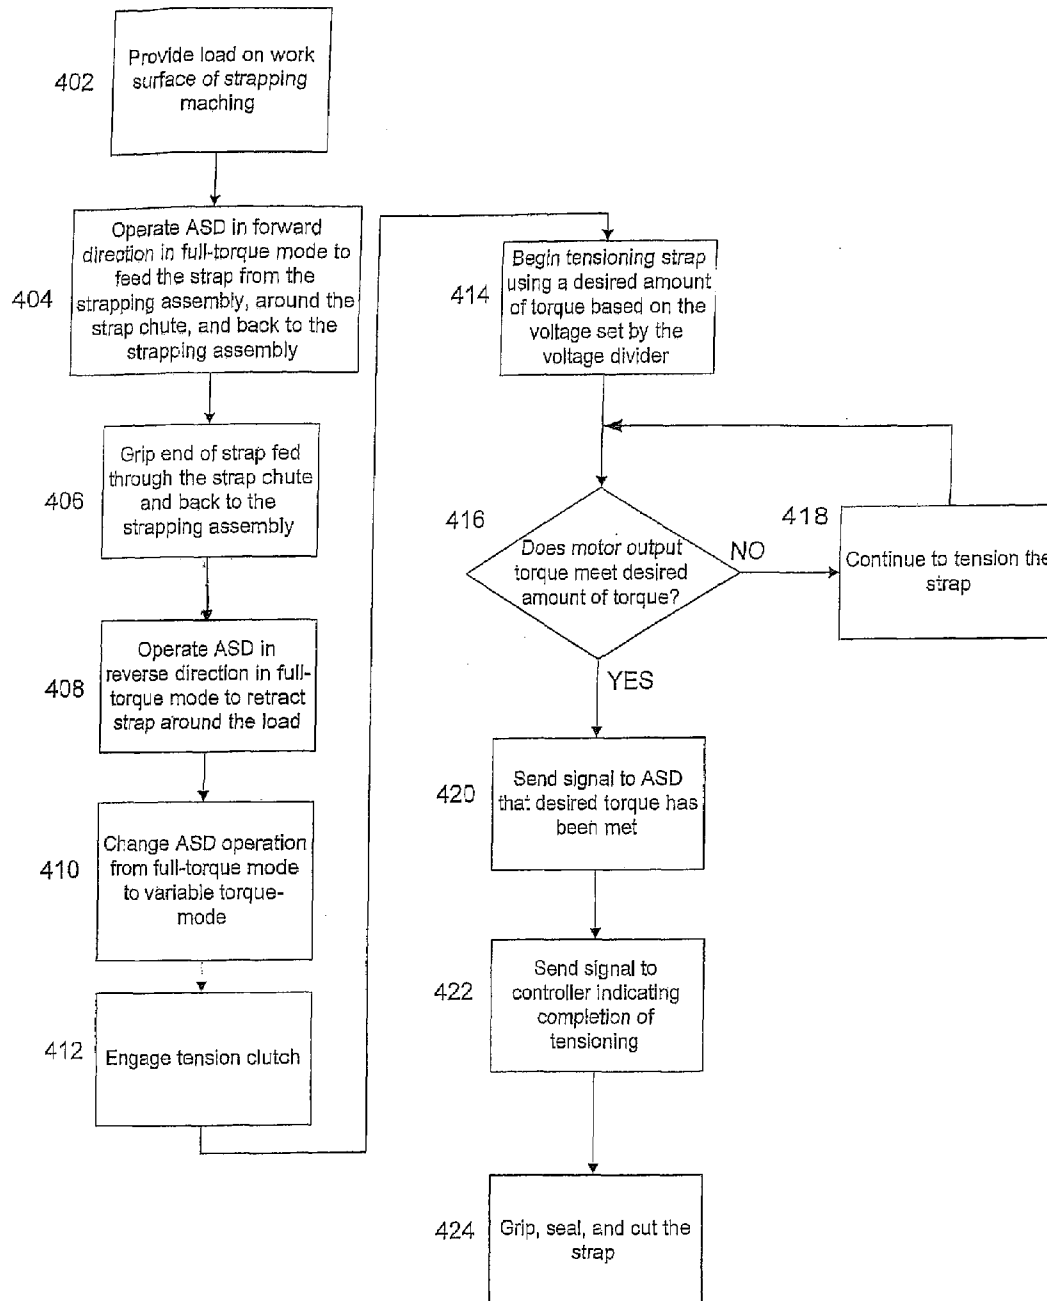 402
Provide load on work
surface of strapping
maching
404
Operate ASD in forward
direction in full-torque mode to
feed the strap from the
strapping assembly, around the
strap chute, and back to the
strapping assembly
406
Grip end of strap fed
through the strap chute
and back to the
strapping assembly
408
Operate ASD in
reverse direction in full-
torque mode to retract
strap around the load
410
Change ASD operation
from full-torque mode
to variable torque-
mode
412
Engage tension clutch
414
Begin tensioning strap
using a desired amount
of torque based on the
voltage set by the
voltage divider
416
Does motor output
torque meet desired
amount of torque?
NO
418
Continue to tension the
strap
YES
420
Send signal to ASD
that desired torque has
been met
422
Send signal to
controller indicating
completion of
tensioning
424
Grip, seal, and cut the
strap